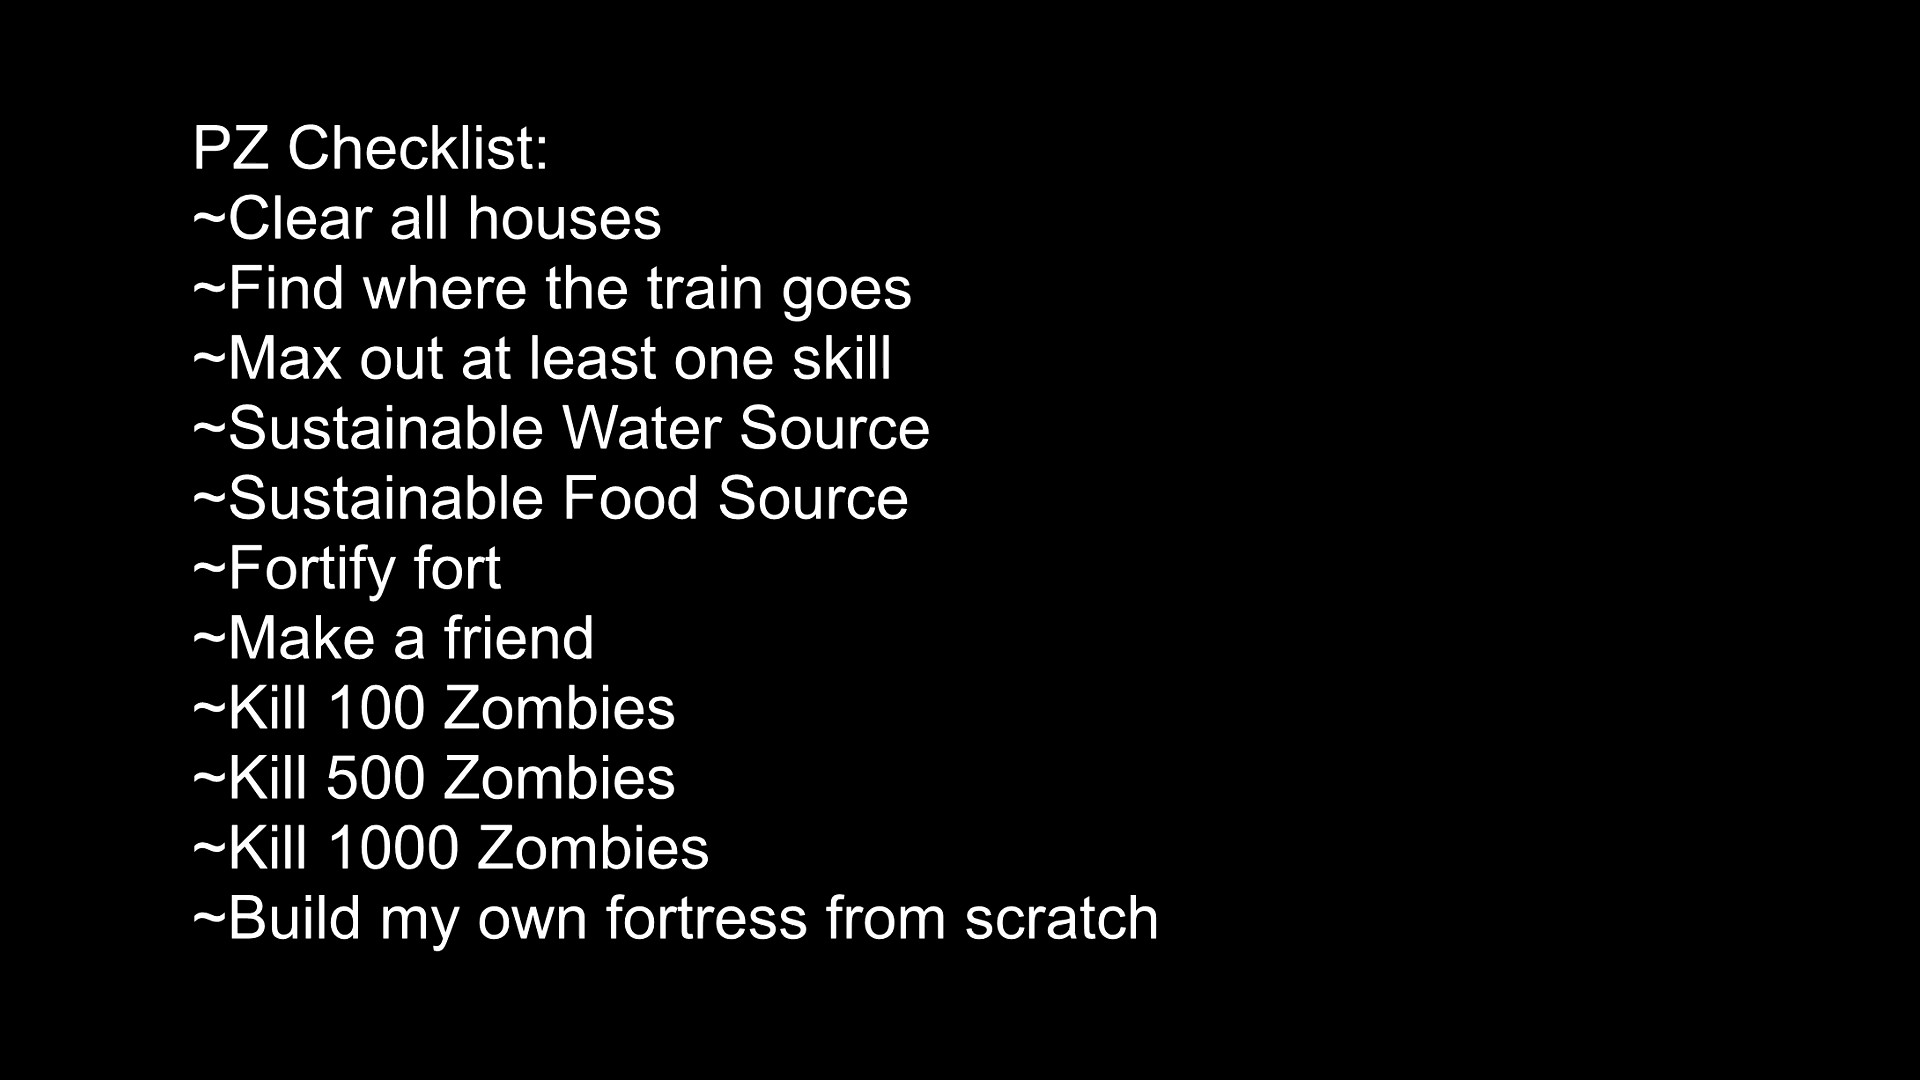 PZ Checklist:
~Clear all houses
~Find where the train goes
~Max out at least one skill
~Sustainable Water Source
~Sustainable Food Source
~Fortify fort
~Make a friend
~Kill 100 Zombies
~Kill 500 Zombies
~Kill 1000 Zombies
~Build my own fortress from scratch